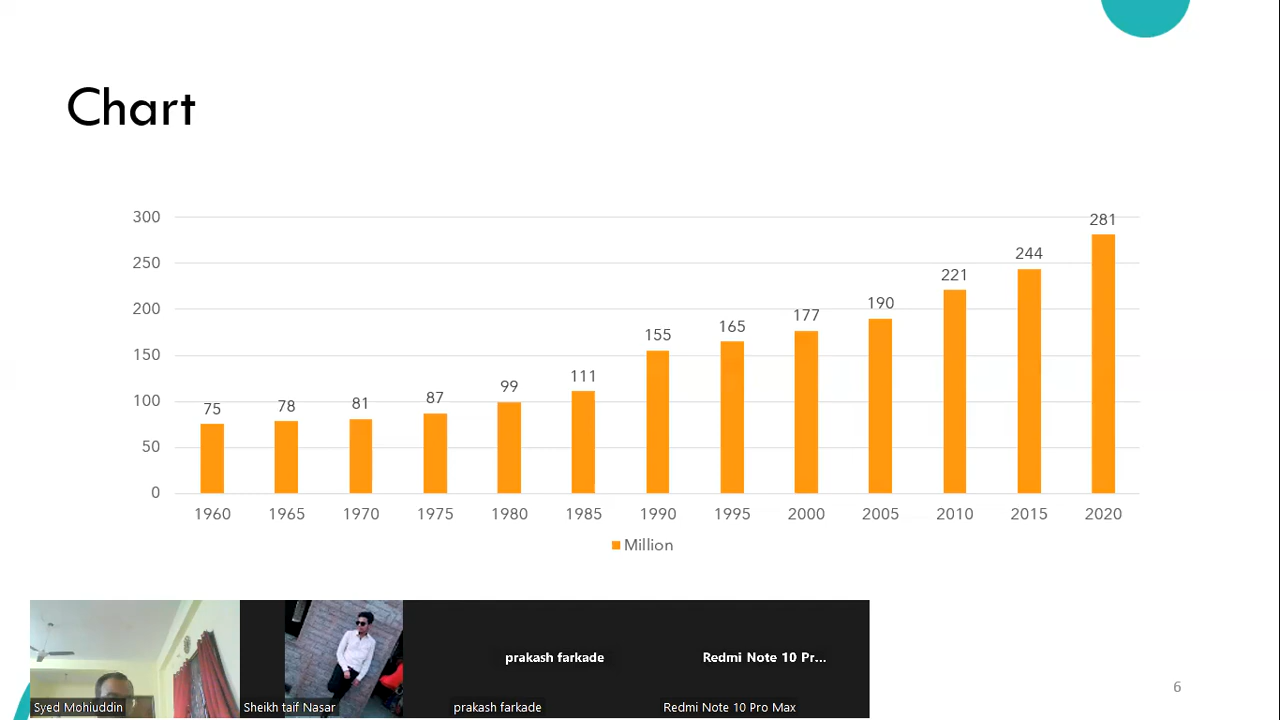 Chart
300
250
200
150
100
50
0
75
78
81
87
99
111
155
165
177
190
221
244
281
1960 1965 1970 1975 1980 1985 1990 1995 2000 2005 2010 2015 2020
Million
prakash farkade
Redmi Note 10 Pr...
Syed Mohiuddin
Sheikh taif Nasar
prakash farkade
Redmi Note 10 Pro Max
6